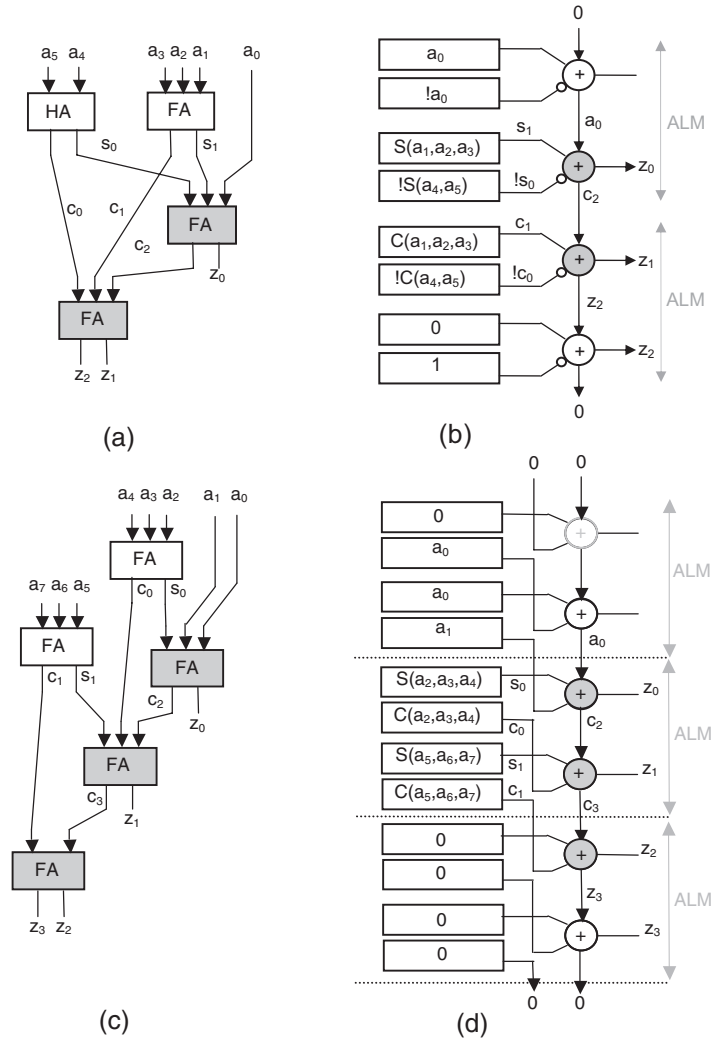 a₅ a₄ a₃ a₂ a₁ a₀
HA FA
s₀ s₁
c₀ c₁
FA
c₂ z₀
FA
z₂ z₁
(a)
0
a₀ +
!a₀
a₀ ALM
S(a₁,a₂,a₃) s₁ + z₀
!S(a₄,a₅) !s₀
c₂
C(a₁,a₂,a₃) c₁ + z₁
!C(a₄,a₅) !c₀
z₂ ALM
0 + z₂
1
0
(b)
a₄ a₃ a₂ a₁ a₀
FA
c₀ s₀
a₇ a₆ a₅
FA FA
c₁ s₁ c₂ z₀
FA
c₃ z₁
FA
z₃ z₂
(c)
0 0
0 +
a₀ ALM
a₀ +
a₁ a₀
S(a₂,a₃,a₄) s₀ + z₀
C(a₂,a₃,a₄) c₀ c₂ ALM
S(a₅,a₆,a₇) s₁ + z₁
C(a₅,a₆,a₇) c₁ c₃
0 + z₂
0 z₃ ALM
0 + z₃
0
0 0
(d)